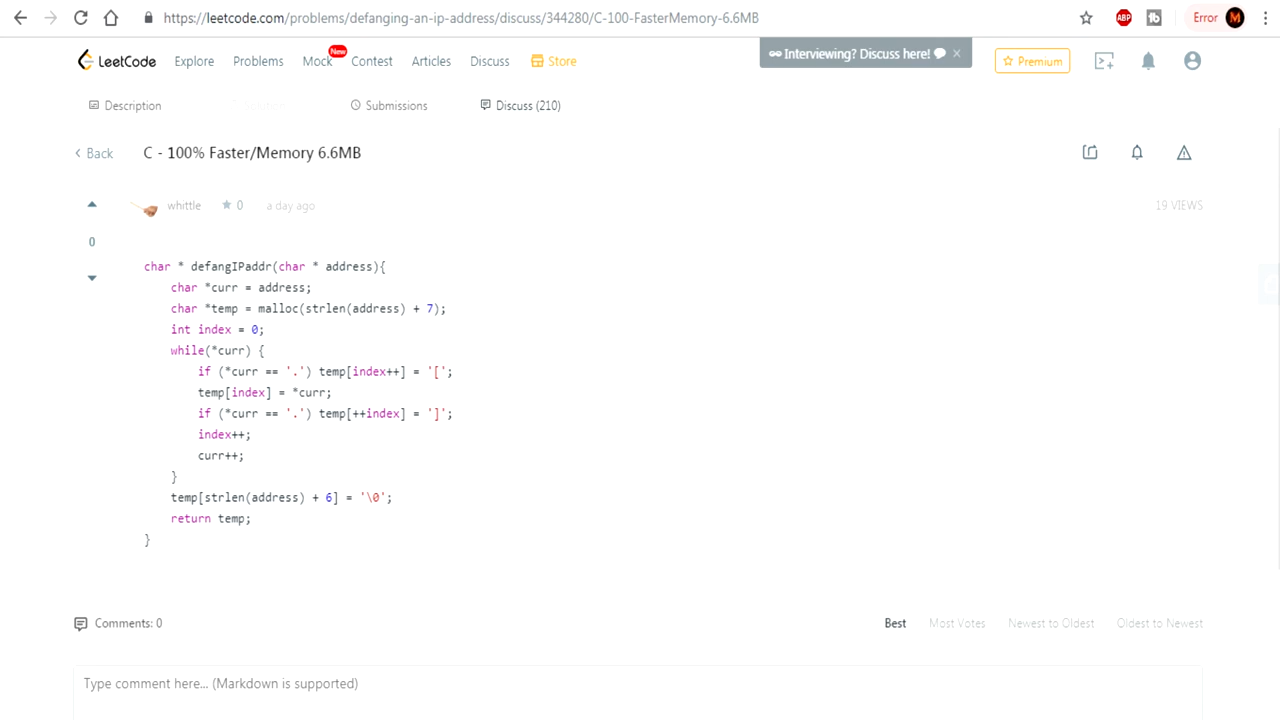 https://leetcode.com/problems/defanging-an-ip-address/discuss/344280/C-100-FasterMemory-6.6MB
ABP
Error
M
LeetCode
Explore
Problems
Mock
New
Contest
Articles
Discuss
Store
Interviewing? Discuss here!
Premium
Description
Submissions
Discuss (210)
Back
C - 100% Faster/Memory 6.6MB
whittle
0
a day ago
19 VIEWS
0
char * defangIPaddr(char * address){
char *curr = address;
char *temp = malloc(strlen(address) + 7);
int index = 0;
while(*curr) {
if (*curr == '.') temp[index++] = '[';
temp[index] = *curr;
if (*curr == '.') temp[++index] = ']';
index++;
curr++;
}
temp[strlen(address) + 6] = '\0';
return temp;
}
Comments: 0
Best
Most Votes
Newest to Oldest
Oldest to Newest
Type comment here... (Markdown is supported)